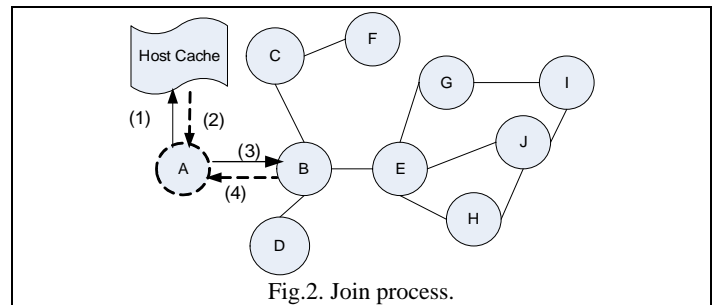 Host Cache
C
F
G
I
(1)
(2)
(3)
A
B
E
J
(4)
H
D
Fig.2. Join process.